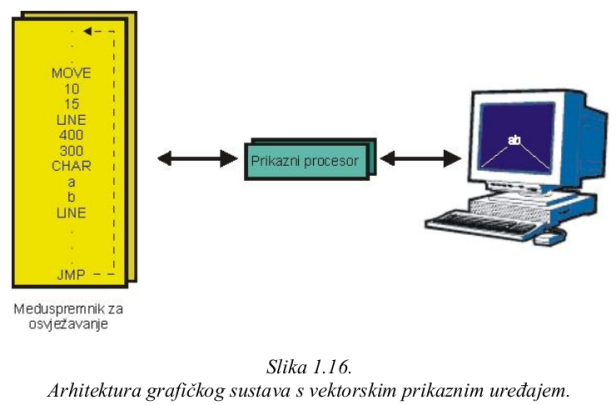 .
.
.
MOVE
10
15
LINE
400
300
CHAR
a
b
LINE
.
.
.
JMP
Međuspremnik za
osvježavanje
Prikazni procesor
ab
Slika 1.16.
Arhitektura grafičkog sustava s vektorskim prikaznim uređajem.